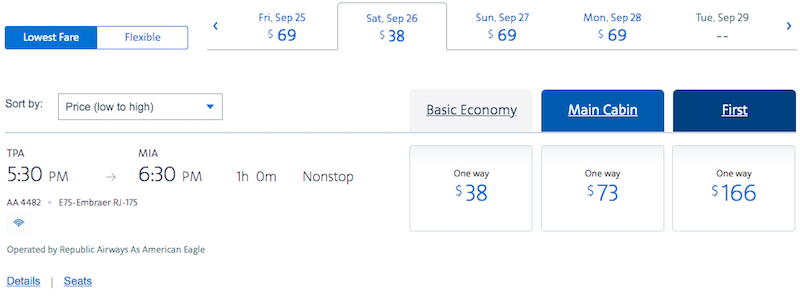 Lowest Fare Flexible
Fri, Sep 25 Sat, Sep 26 Sun, Sep 27 Mon, Sep 28 Tue, Sep 29
$ 69 $ 38 $ 69 $ 69 --
Sort by: Price (low to high)
Basic Economy Main Cabin First
TPA MIA
5:30 PM → 6:30 PM 1h 0m Nonstop
AA 4482 • E75-Embraer RJ-175
One way One way One way
$38 $73 $166
Operated by Republic Airways As American Eagle
Details | Seats